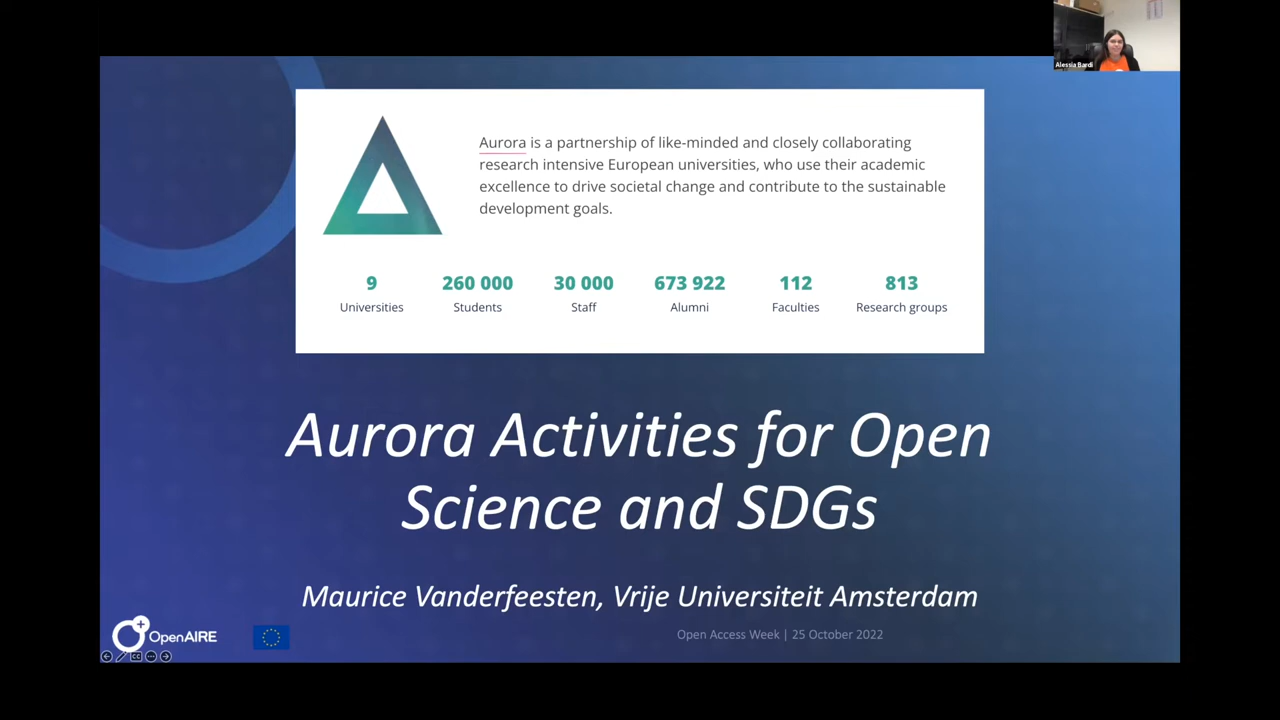 Alessia Bardi
Aurora is a partnership of like-minded and closely collaborating
research intensive European universities, who use their academic
excellence to drive societal change and contribute to the sustainable
development goals.
9
Universities
260 000
Students
30 000
Staff
673 922
Alumni
112
Faculties
813
Research groups
Aurora Activities for Open
Science and SDGs
Maurice Vanderfeesten, Vrije Universiteit Amsterdam
Open Access Week | 25 October 2022
OpenAIRE
CC